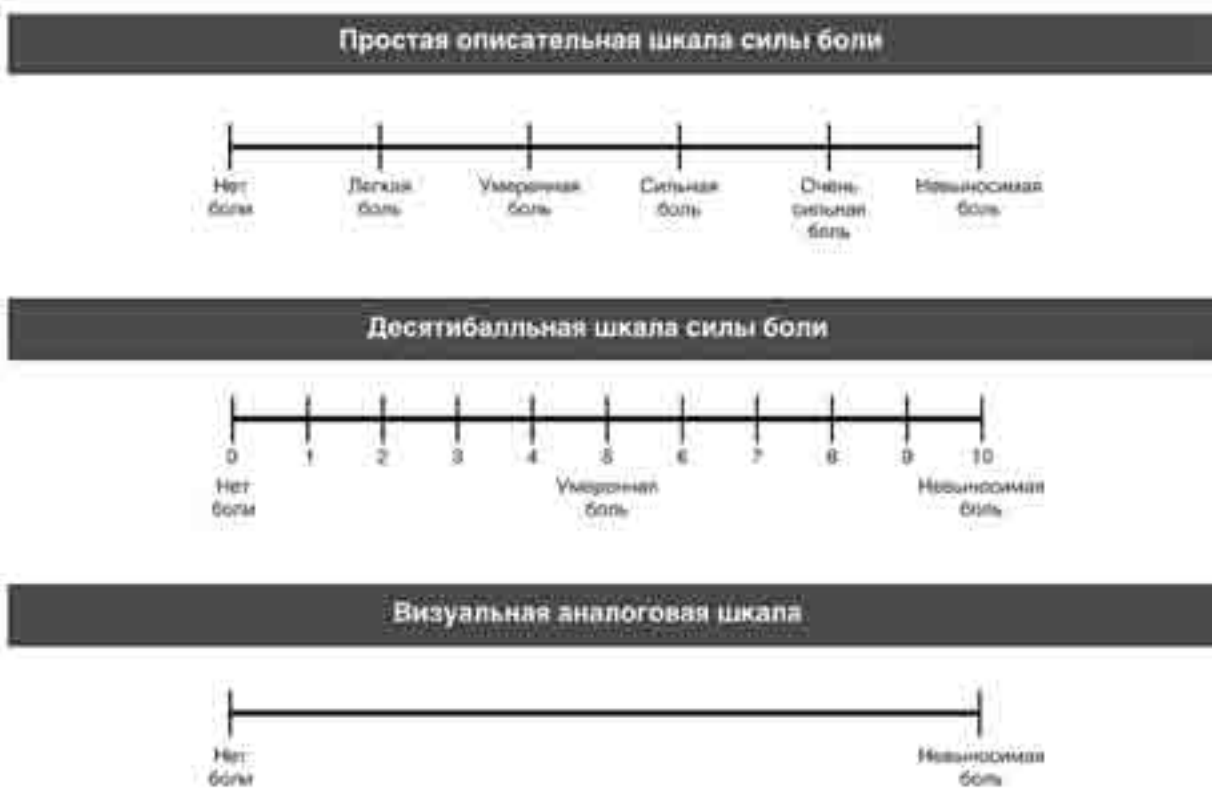 Простая описательная шкала силы боли
Нет
боли
Легкая
боль
Умеренная
боль
Сильная
боль
Очень
сильная
боль
Невыносимая
боль
Десятибалльная шкала силы боли
0 1 2 3 4 5 6 7 8 9 10
Нет
боли
Умеренная
боль
Невыносимая
боль
Визуальная аналоговая шкала
Нет
боли
Невыносимая
боль